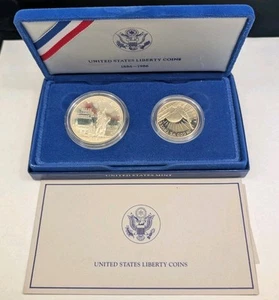 UNITED STATES LIBERTY COINS
1886-1986
UNITED STATES MINT
UNITED STATES LIBERTY COINS